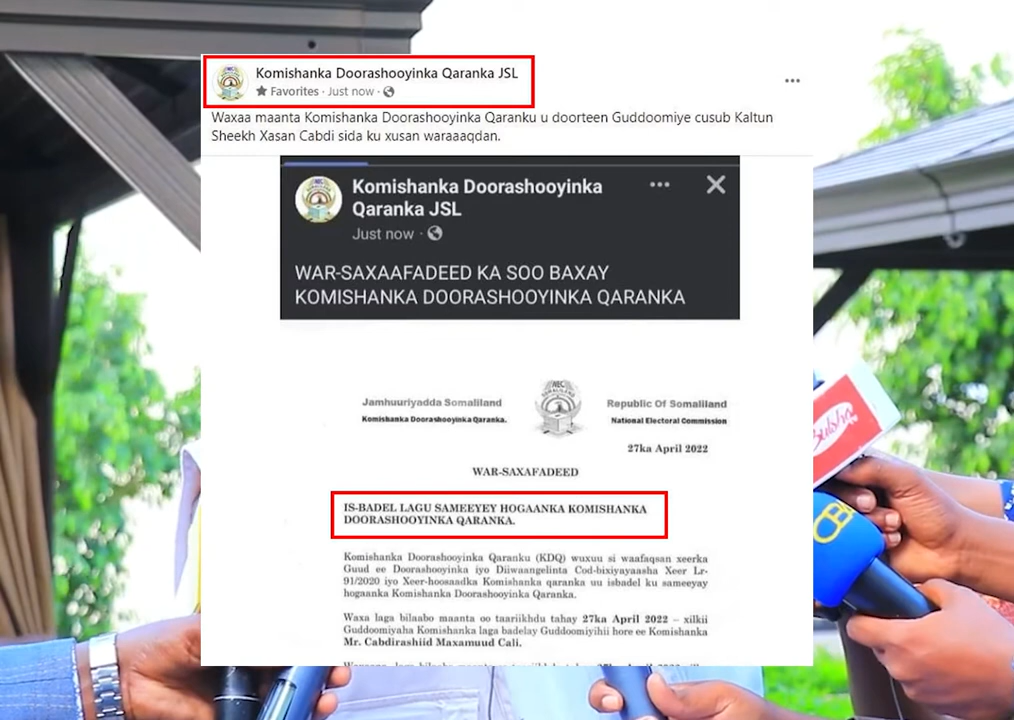 Komishanka Doorashooyinka Qaranka JSL
Favorites · Just now ·
Waxaa maanta Komishanka Doorashooyinka Qaranku u doorteen Guddoomiye cusub Kaltun
Sheekh Xasan Cabdi sida ku xusan waraaaqdan.
Komishanka Doorashooyinka
Qaranka JSL
Just now ·
WAR-SAXAAFADEED KA SOO BAXAY
KOMISHANKA DOORASHOOYINKA QARANKA
Jamhuuriyadda Somaliland
Komishanka Doorashooyinka Qaranka.
NEC
Republic Of Somaliland
National Electoral Commission
27ka April 2022
WAR-SAXAFADEED
IS-BADEL LAGU SAMEEYEY HOGAANKA KOMISHANKA
DOORASHOOYINKA QARANKA.
Komishanka Doorashooyinka Qaranku (KDQ) wuxuu si waafaqsan xeerka
Guud ee Doorashooyinka iyo Diiwaangelinta Cod-bixiyayaasha Xeer Lr-
91/2020 iyo Xeer-hoosaadka Komishanka qaranka uu isbadel ku sameeyay
hogaanka Komishanka Doorashooyinka Qaranka.
Waxa laga bilaabo maanta oo taariikhdu tahay 27ka April 2022 – xilkii
Guddoomiyaha Komishanka laga badelay Guddoomiyihii hore ee Komishanka
Mr. Cabdirashiid Maxamuud Cali.